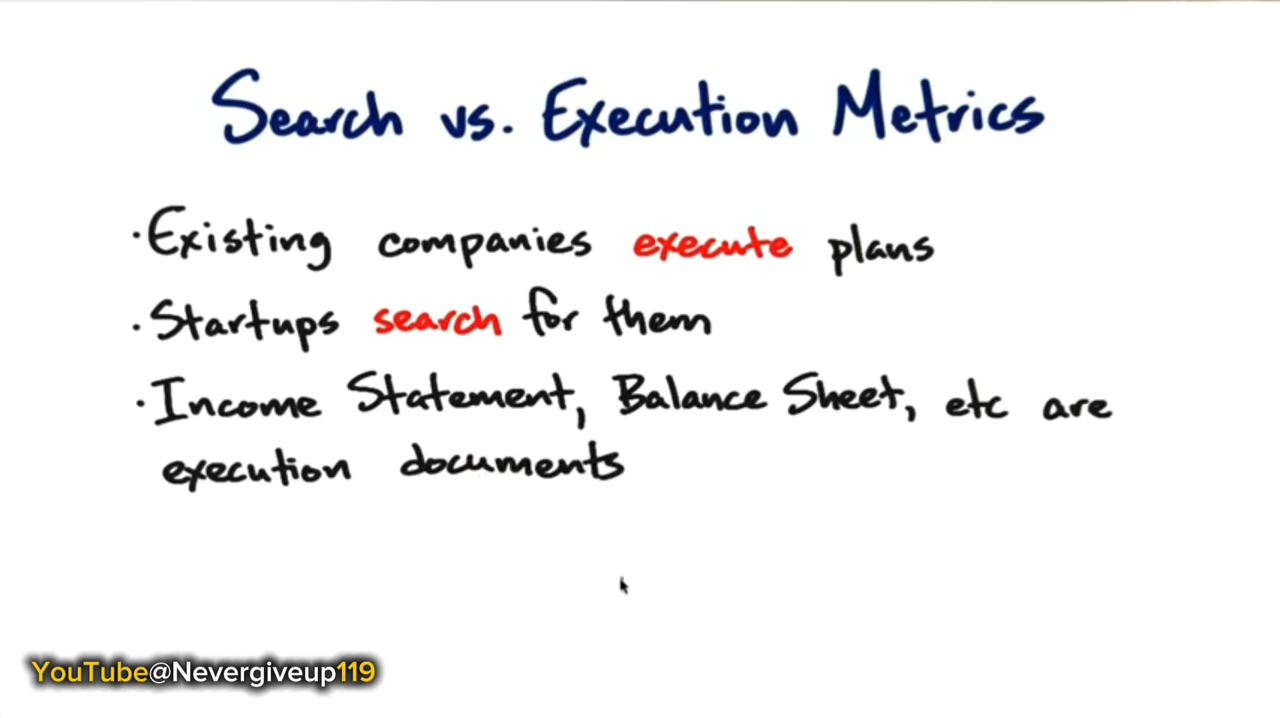 Search vs. Execution Metrics
· Existing companies execute plans
· Startups search for them
· Income Statement, Balance Sheet, etc are
execution documents
YouTube@Nevergiveup119